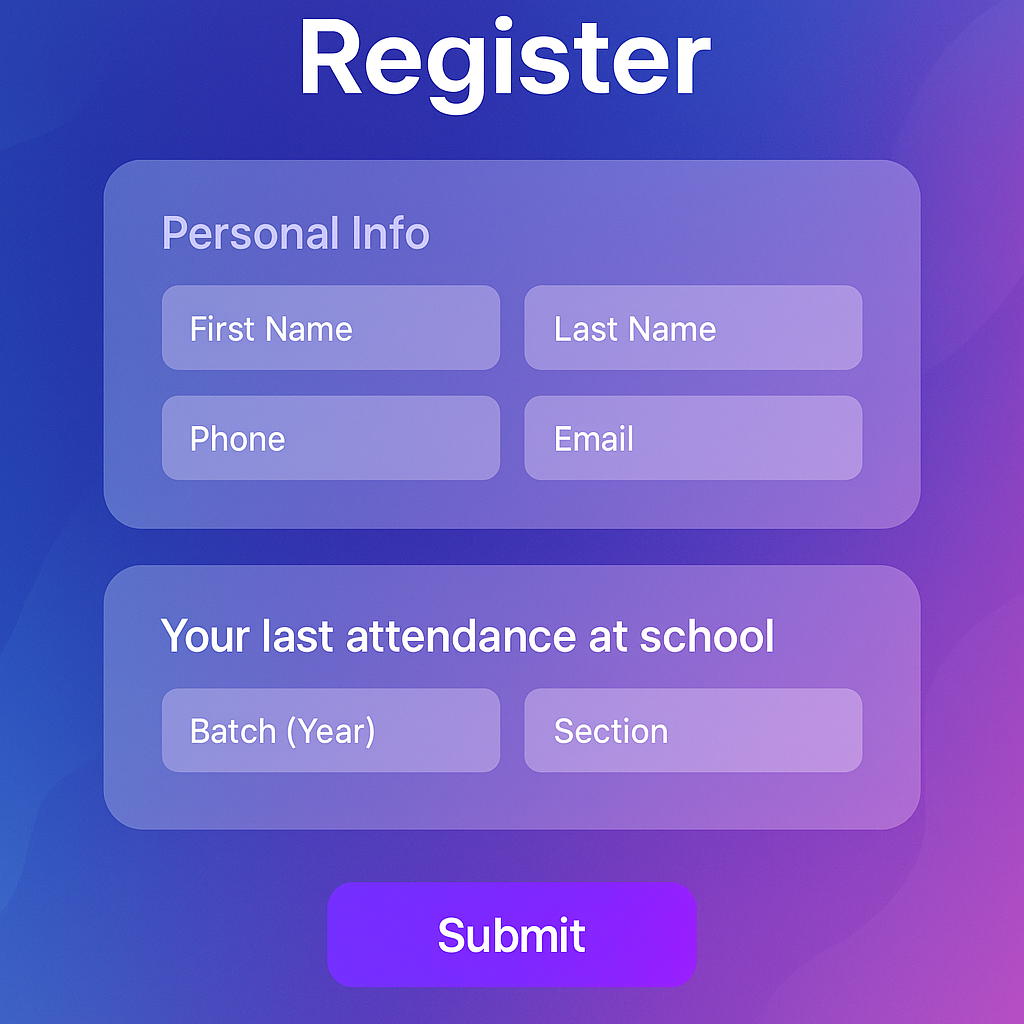 Register
Personal Info
First Name
Last Name
Phone
Email
Your last attendance at school
Batch (Year)
Section
Submit